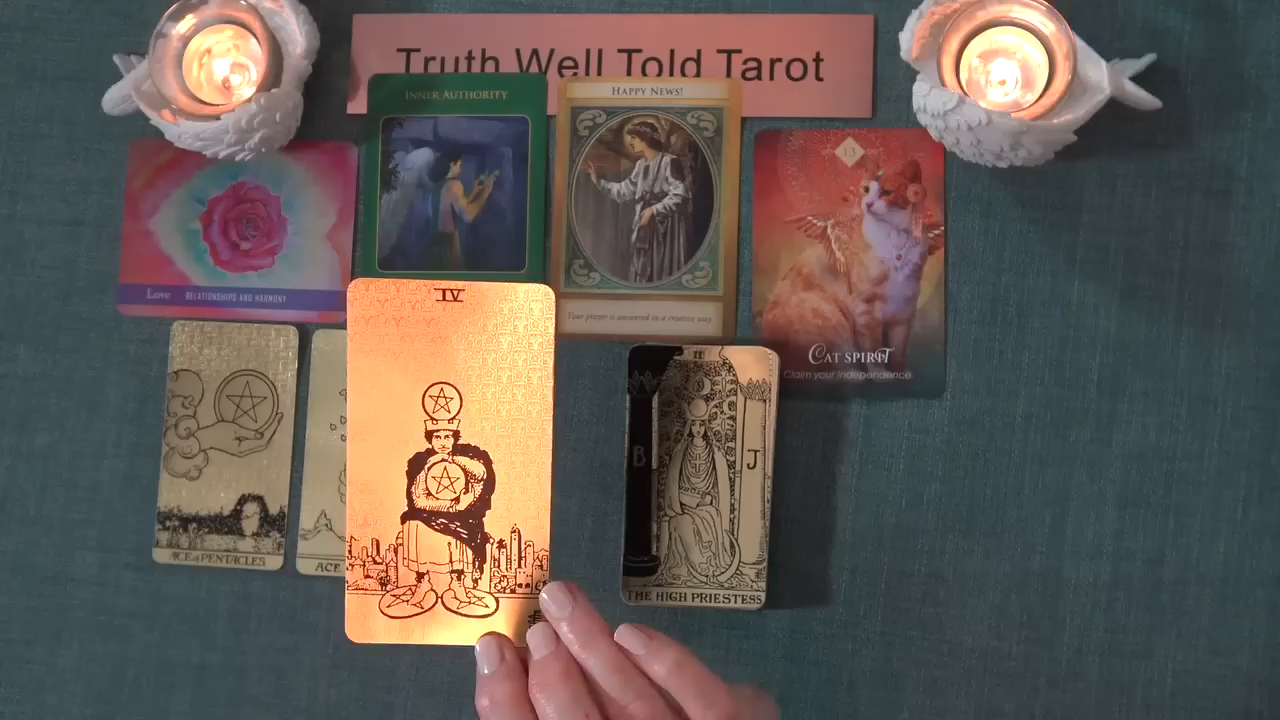 Truth Well Told Tarot
INNER AUTHORITY
HAPPY NEWS!
13
Love RELATIONSHIPS AND HARMONY
IV
Your prayer is answered in a creative way.
CAT SPIRIT
Claim your independence.
II
B J
ACE of PENTACLES
ACE
THE HIGH PRIESTESS